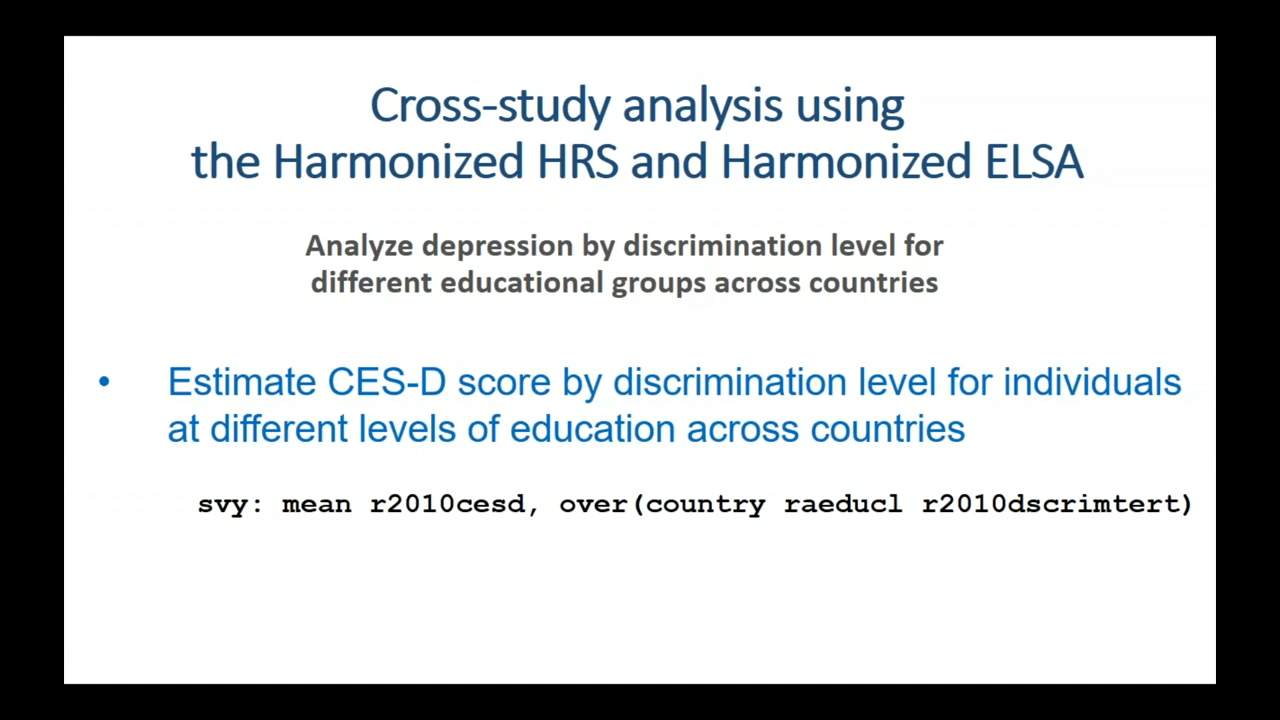 Cross-study analysis using
the Harmonized HRS and Harmonized ELSA
Analyze depression by discrimination level for
different educational groups across countries
• Estimate CES-D score by discrimination level for individuals
at different levels of education across countries
svy: mean r2010cesd, over(country raeducl r2010dscrimtert)